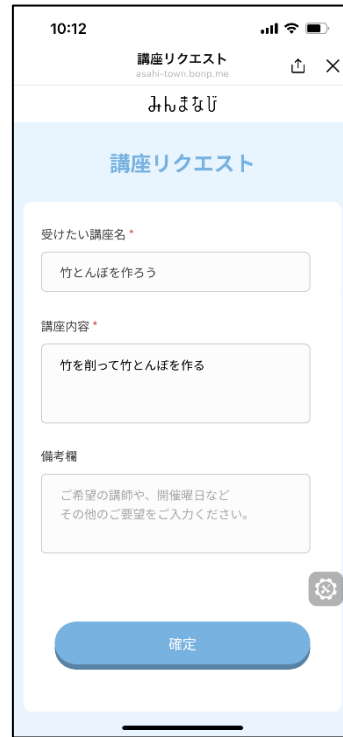 10:12
講座リクエスト
asahi-town.bonp.me
みんまなび
講座リクエスト
受けたい講座名 *
竹とんぼを作ろう
講座内容 *
竹を削って竹とんぼを作る
備考欄
ご希望の講師や、開催曜日など
その他のご要望をご入力ください。
確定